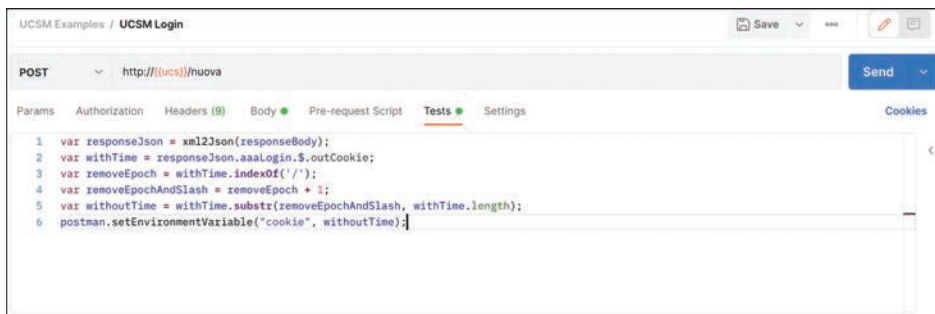 UCSM Examples / UCSM Login
Save
POST http://{{ucs}}/nuova Send
Params Authorization Headers (9) Body Pre-request Script Tests Settings Cookies
1 var responseJson = xml2Json(responseBody);
2 var withTime = responseJson.aaaLogin.$.outCookie;
3 var removeEpoch = withTime.indexOf('/');
4 var removeEpochAndSlash = removeEpoch + 1;
5 var withoutTime = withTime.substr(removeEpochAndSlash, withTime.length);
6 postman.setEnvironmentVariable("cookie", withoutTime);